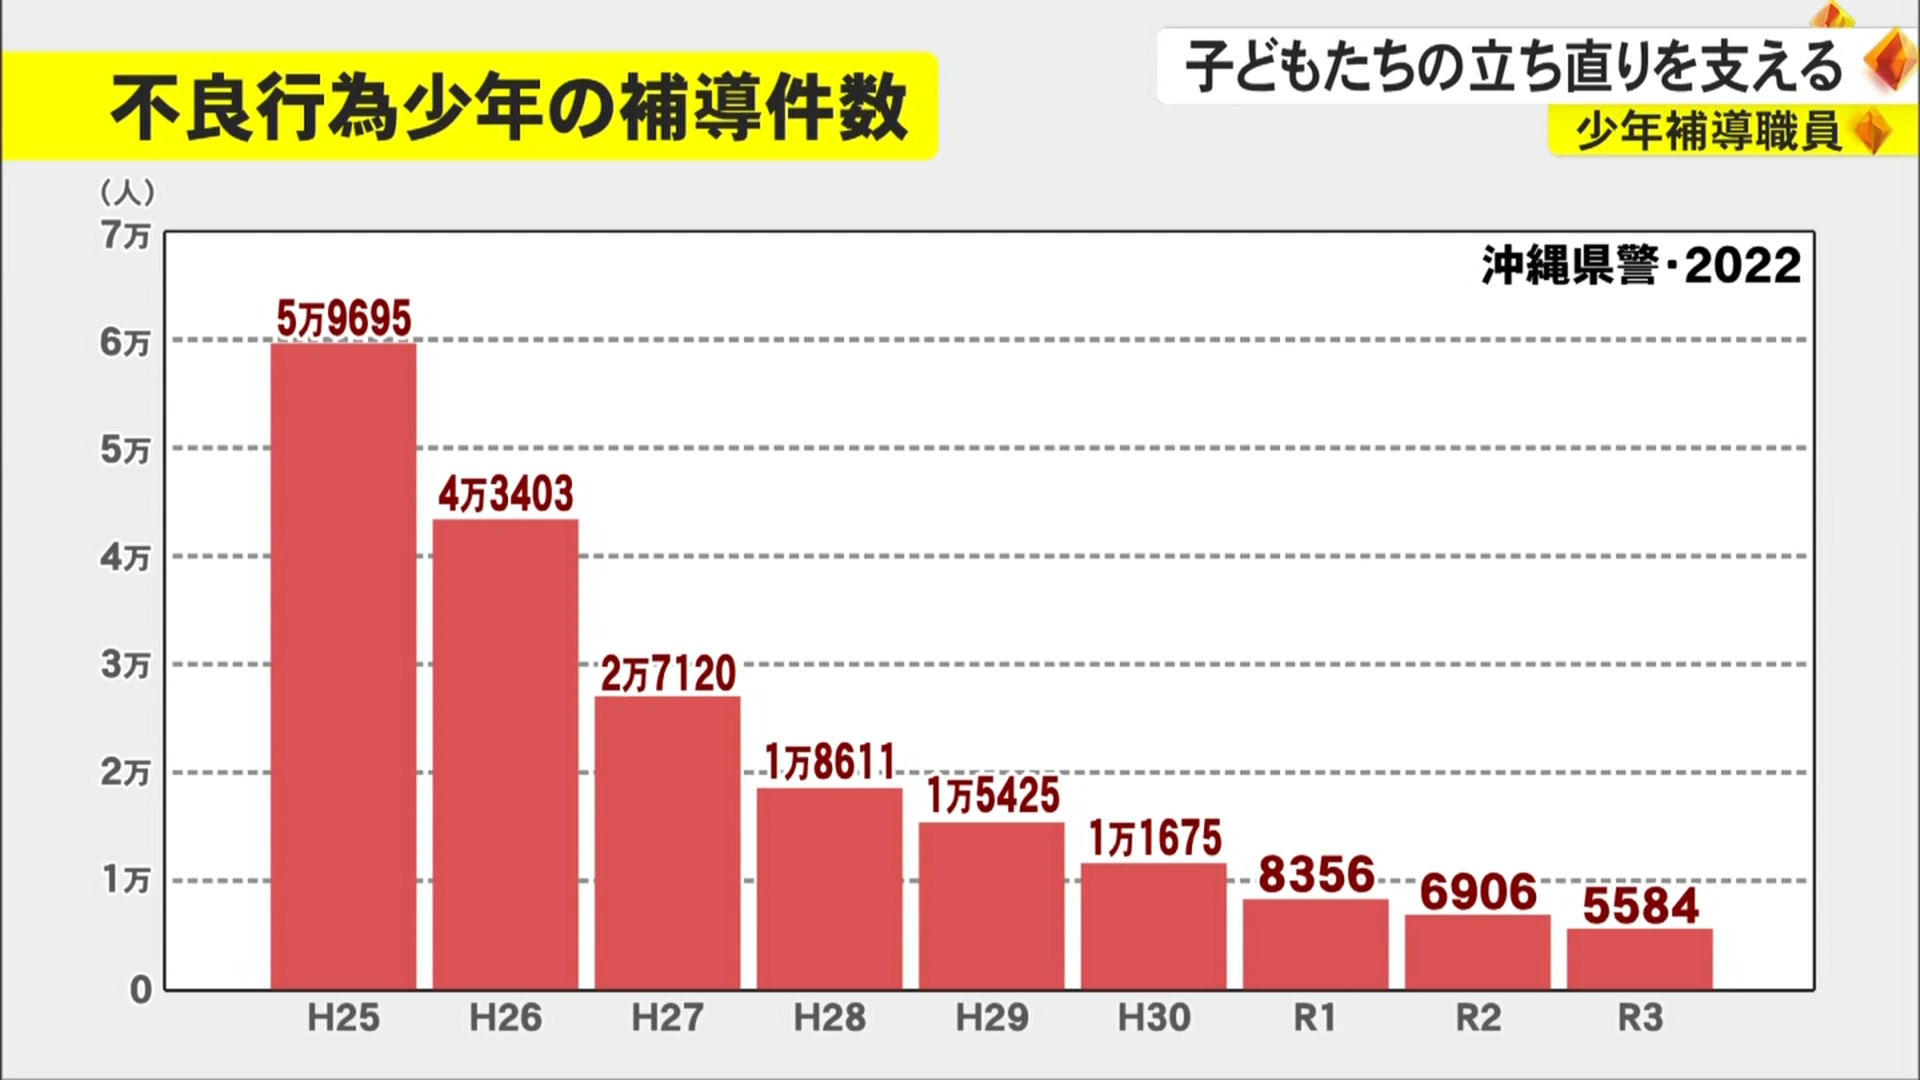 子どもたちの立ち直りを支える
少年補導職員
不良行為少年の補導件数
(人)
7万
6万
5万
4万
3万
2万
1万
0
沖縄県警・2022
5万9695
4万3403
2万7120
1万8611
1万5425
1万1675
8356
6906
5584
H25 H26 H27 H28 H29 H30 R1 R2 R3